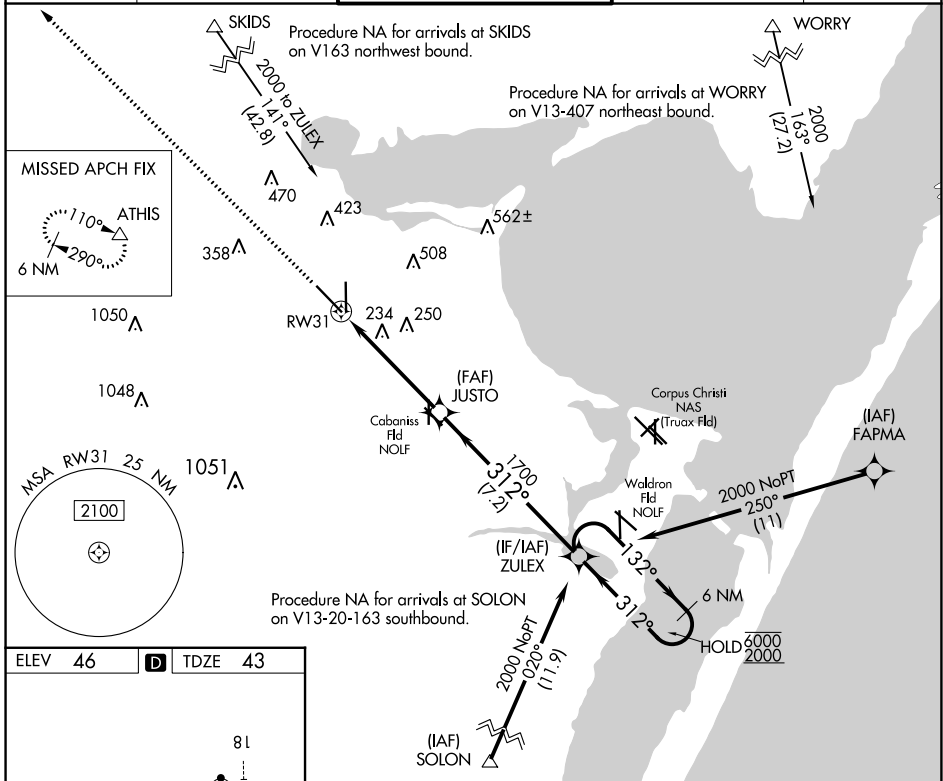 SKIDS
Procedure NA for arrivals at SKIDS
on V163 northwest bound.
WORRY
2000 to ZULEX
141°
(42.8)
Procedure NA for arrivals at WORRY
on V13-407 northeast bound.
2000
163°
(27.2)
MISSED APCH FIX
110°
ATHIS
290°
6 NM
470
423
562±
358
508
1050
RW31
234
250
(FAF)
JUSTO
1048
Cabaniss
Fld
NOLF
Corpus Christi
NAS
(Truax Fld)
(IAF)
FAPMA
MSA RW31 25 NM
2100
1051
1700
312°
(7.2)
Waldron
Fld
NOLF
2000 NoPT
250°
(11)
(IF/IAF)
ZULEX
132°
6 NM
312°
HOLD
6000
2000
Procedure NA for arrivals at SOLON
on V13-20-163 southbound.
2000 NoPT
020°
(11.9)
(IAF)
SOLON
ELEV 46
D
TDZE 43
18